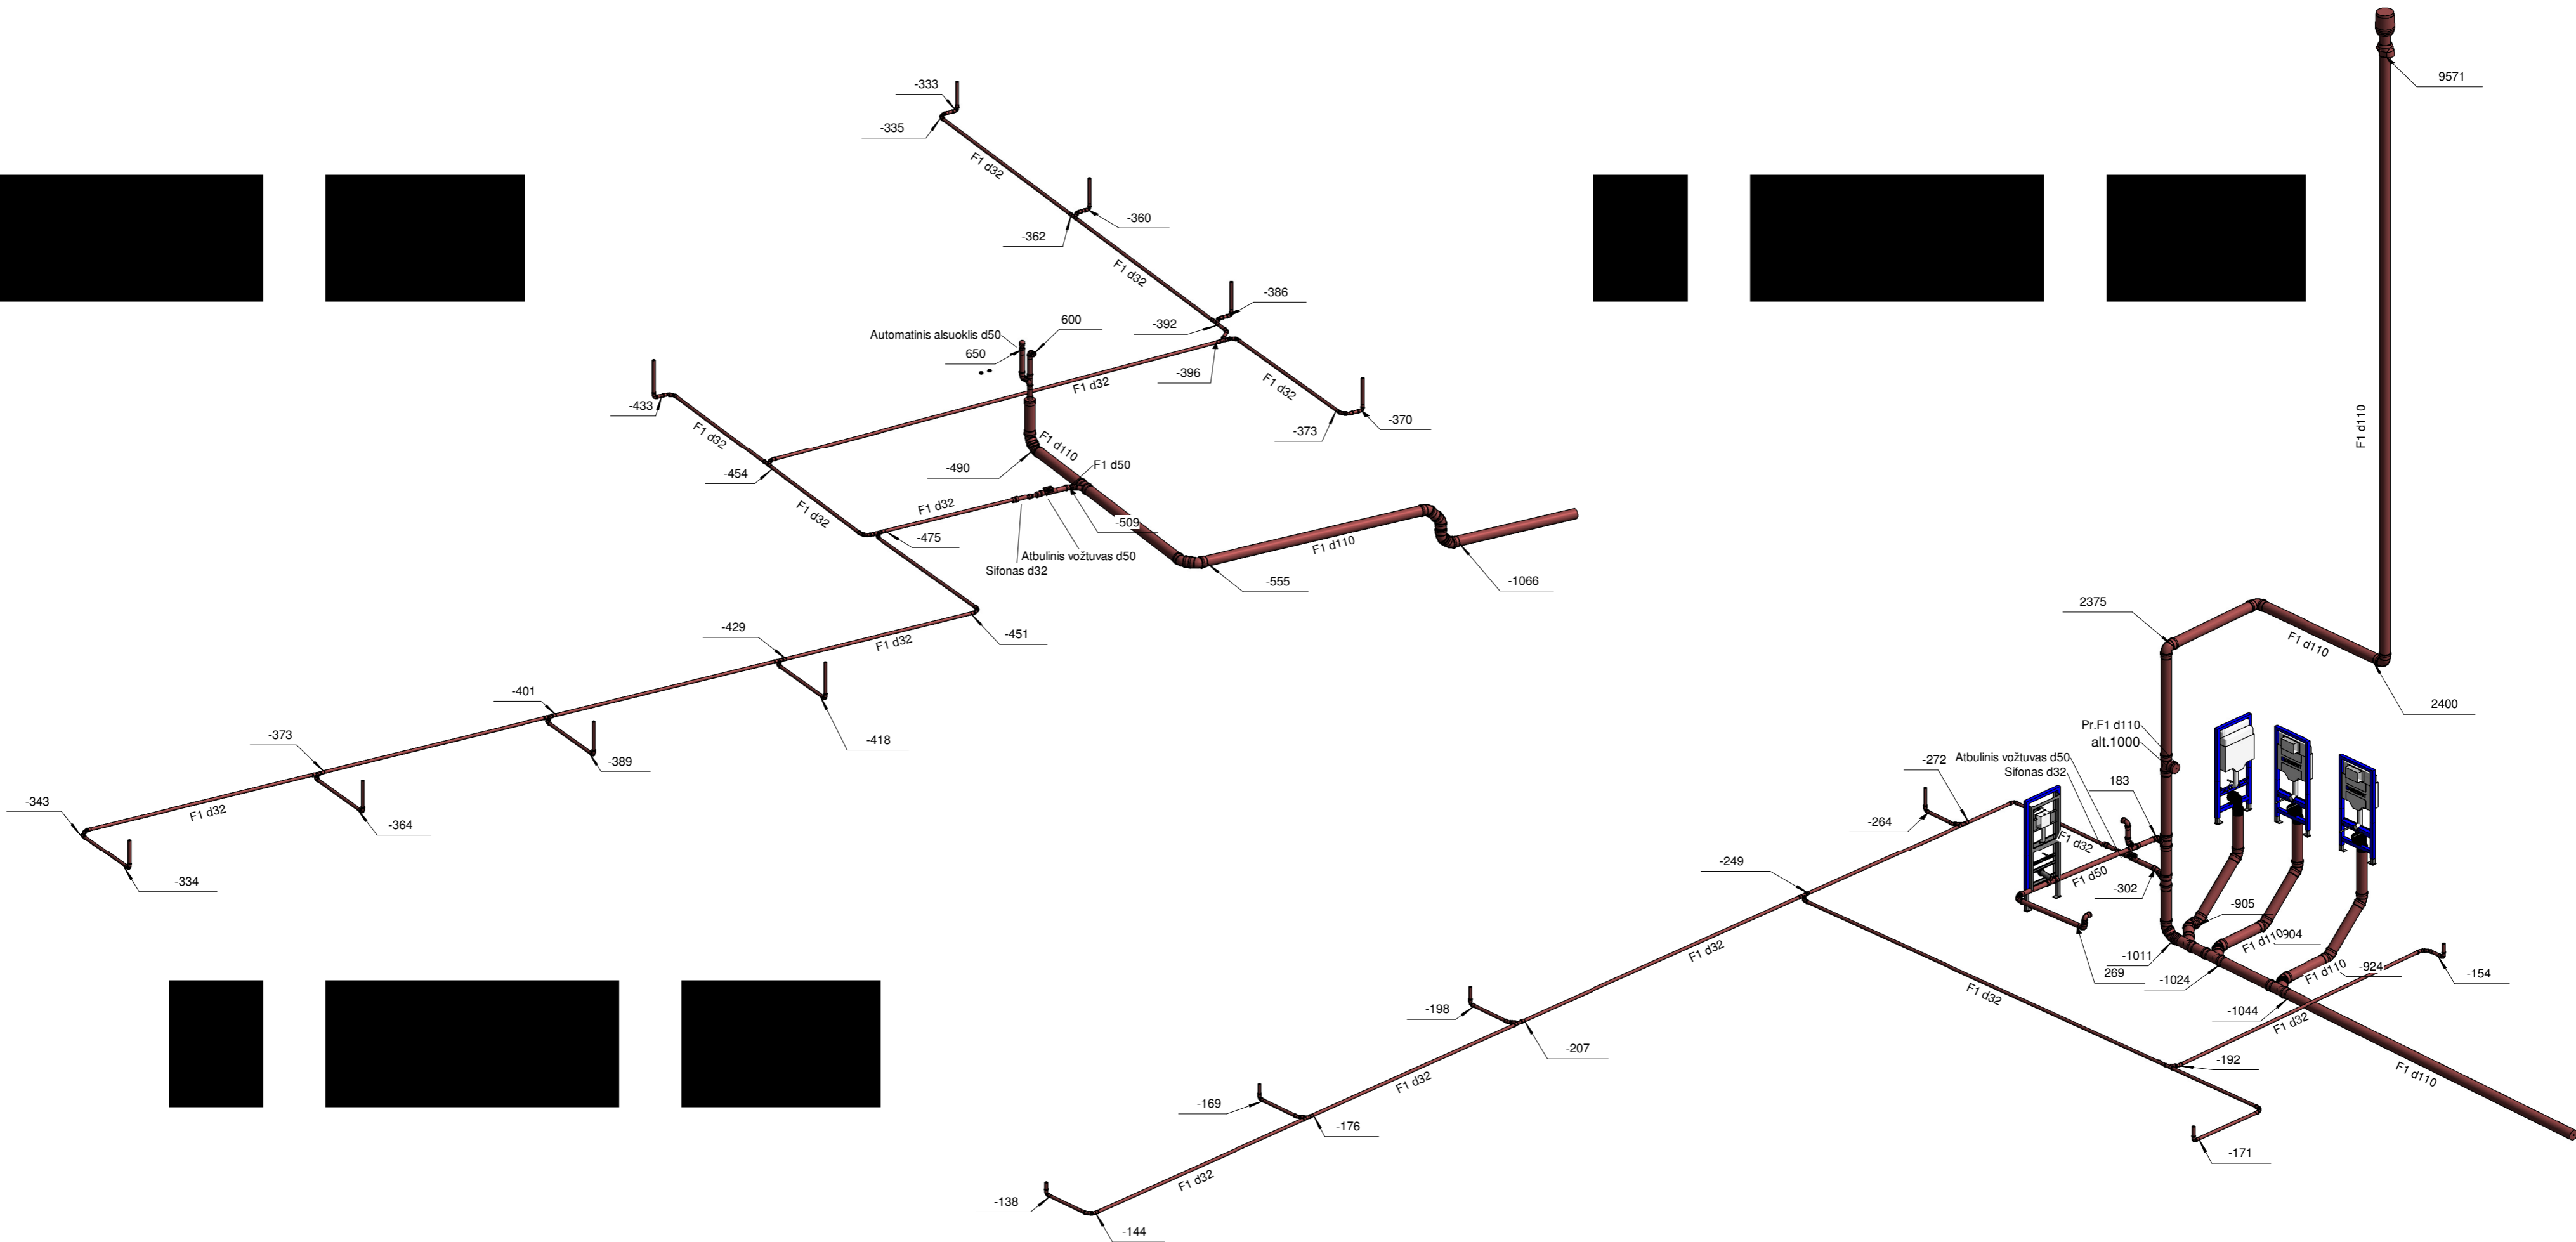 9571
-333
-335
F1 d32
-360
-362
F1 d32
-386
-392
Automatinis alsuoklis d50
600
650
-396
F1 d32
F1 d32
-370
-373
-433
F1 d32
-454
F1 d110
-490
F1 d50
F1 d32
F1 d32
-509
-475
Atbulinis vožtuvas d50
Sifonas d32
F1 d110
-555
-1066
F1 d110
2375
F1 d110
2400
-429
-451
F1 d32
-401
-418
-373
-389
-343
F1 d32
-364
-334
Pr.F1 d110
alt.1000
-272
Atbulinis vožtuvas d50
Sifonas d32
183
-264
F1 d32
-249
F1 d50
-302
-905
F1 d110
904
-1011
-1024
269
F1 d110
-924
-154
F1 d32
F1 d32
-1044
F1 d32
-198
-207
-192
F1 d32
F1 d110
-169
-176
-171
F1 d32
-138
-144